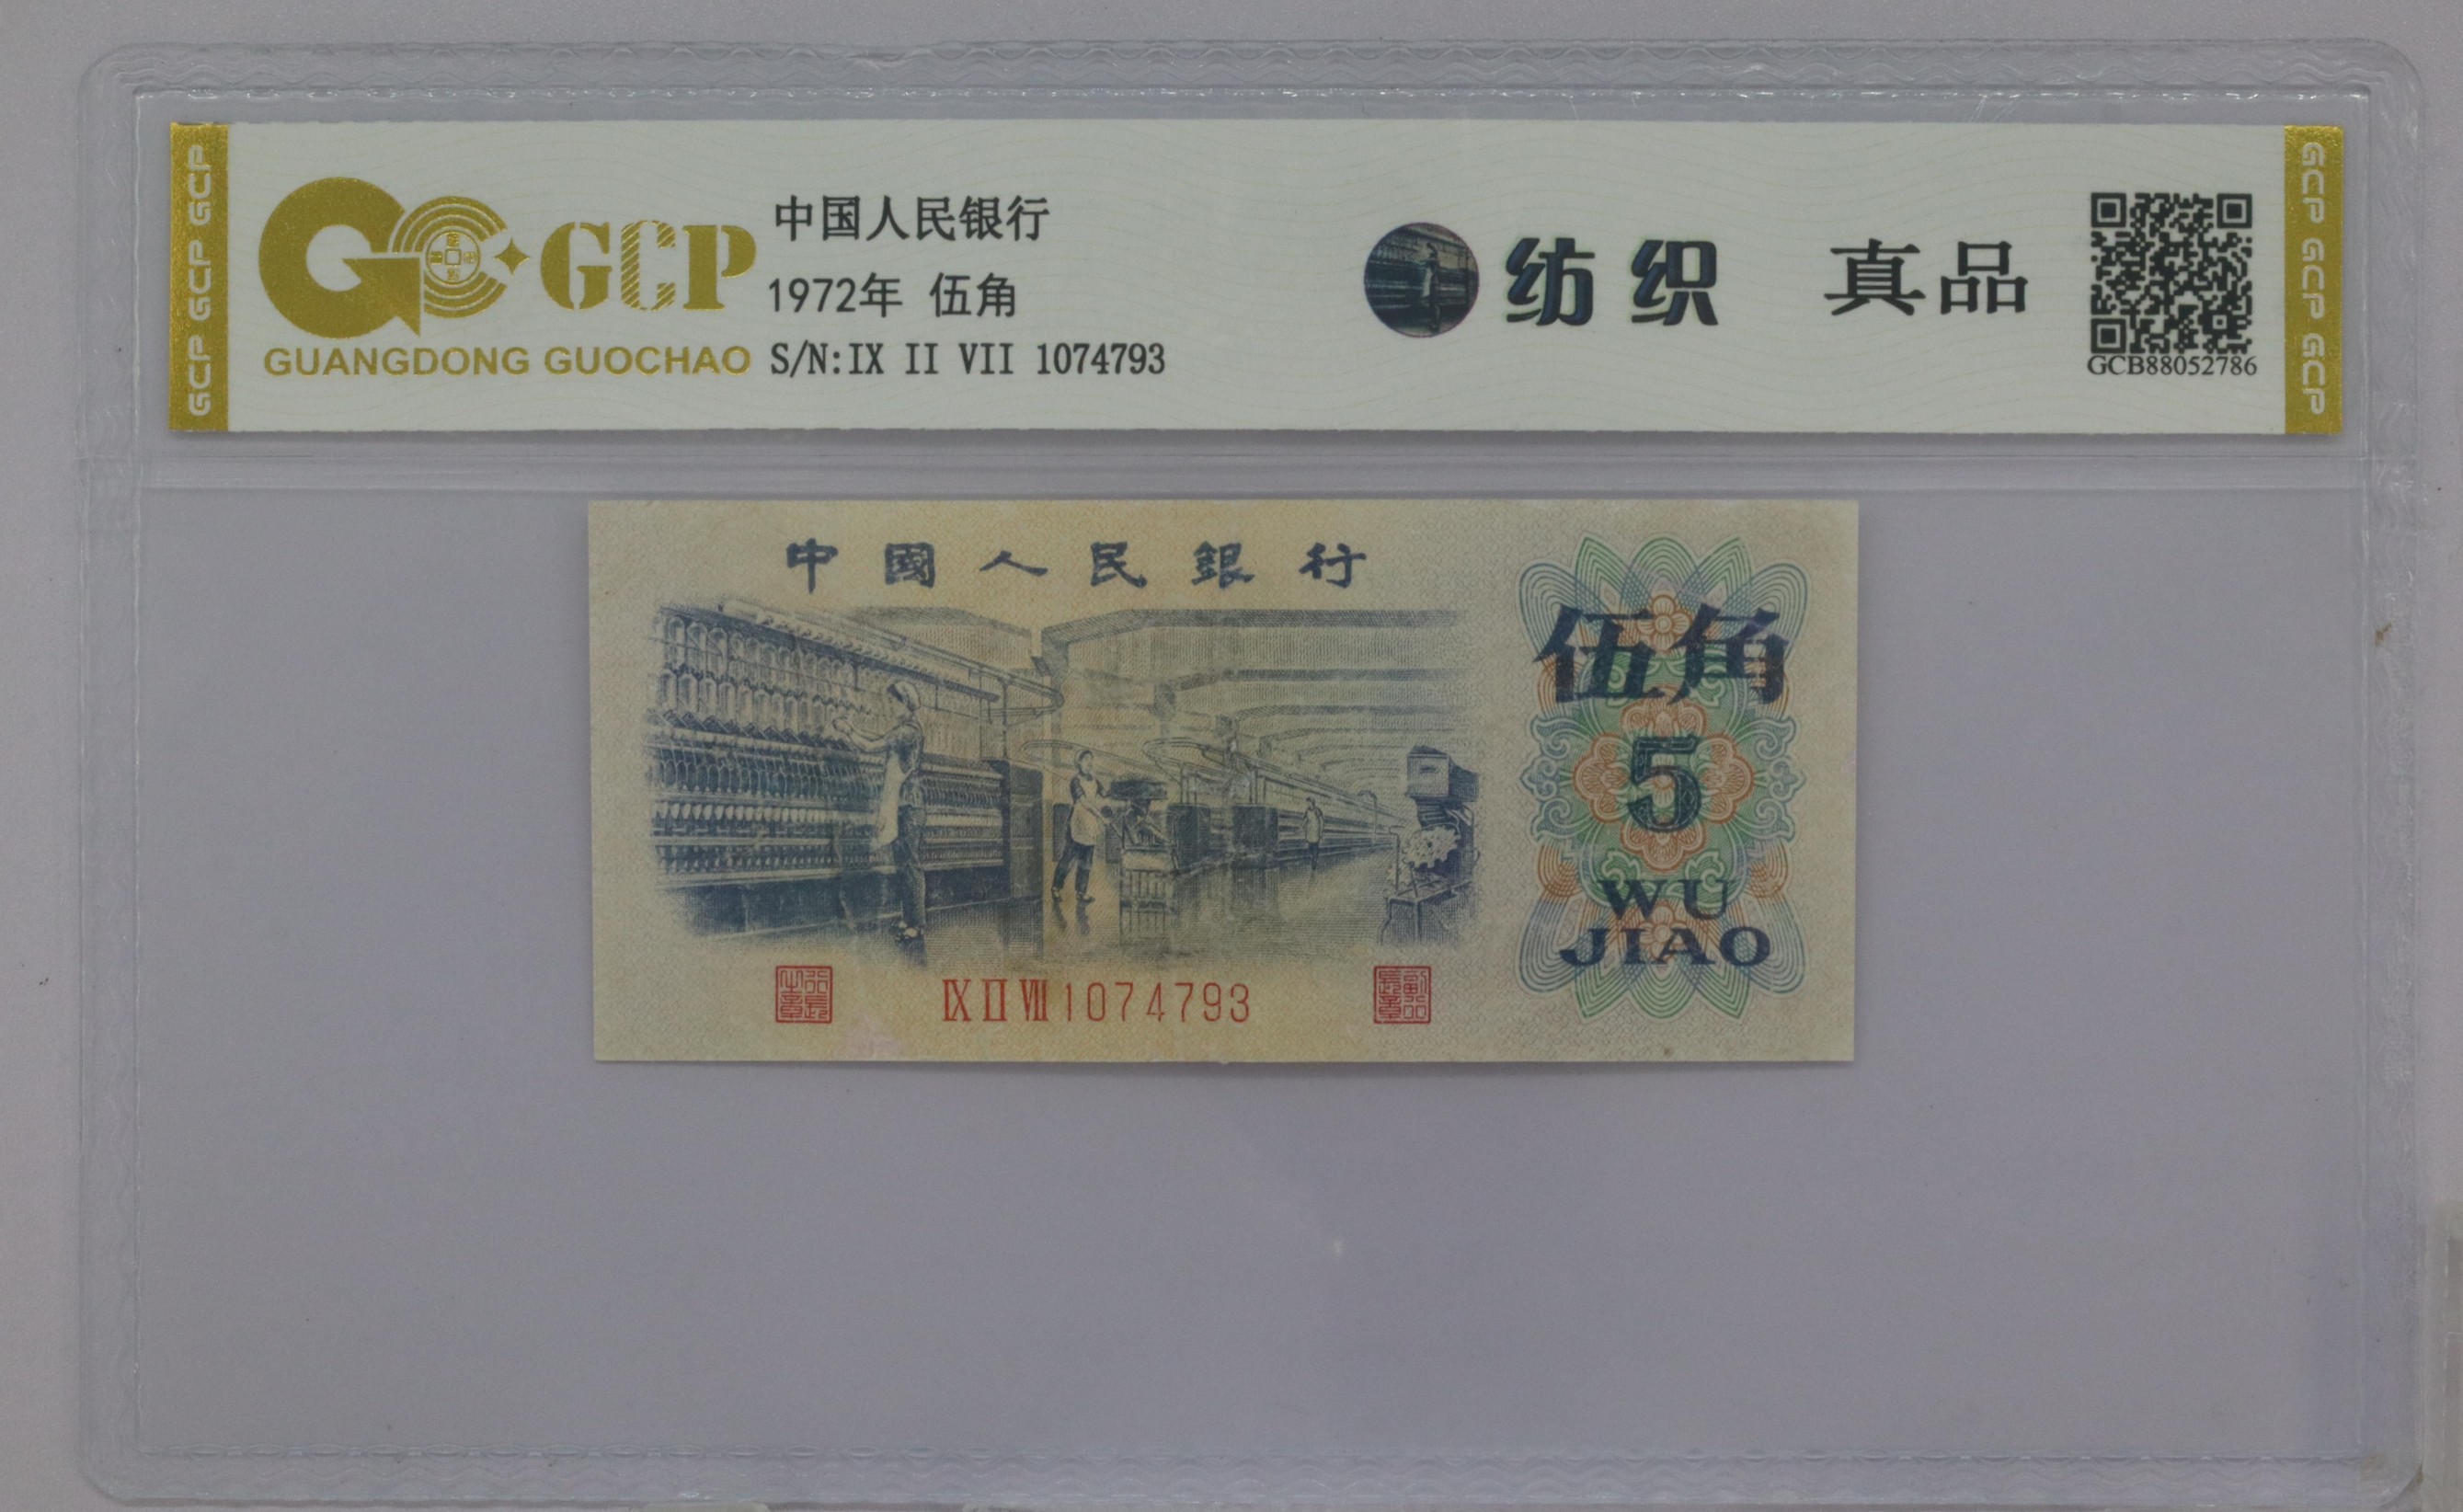 GCP GCP GCP
GCP
GUANGDONG GUOCHAO
中国人民银行
1972年 伍角
S/N:IX II VII 1074793
纺织 真品
GCB88052786
GCP GCP GCP
中國人民銀行
伍角
5
WU
JIAO
IX II VII 1074793